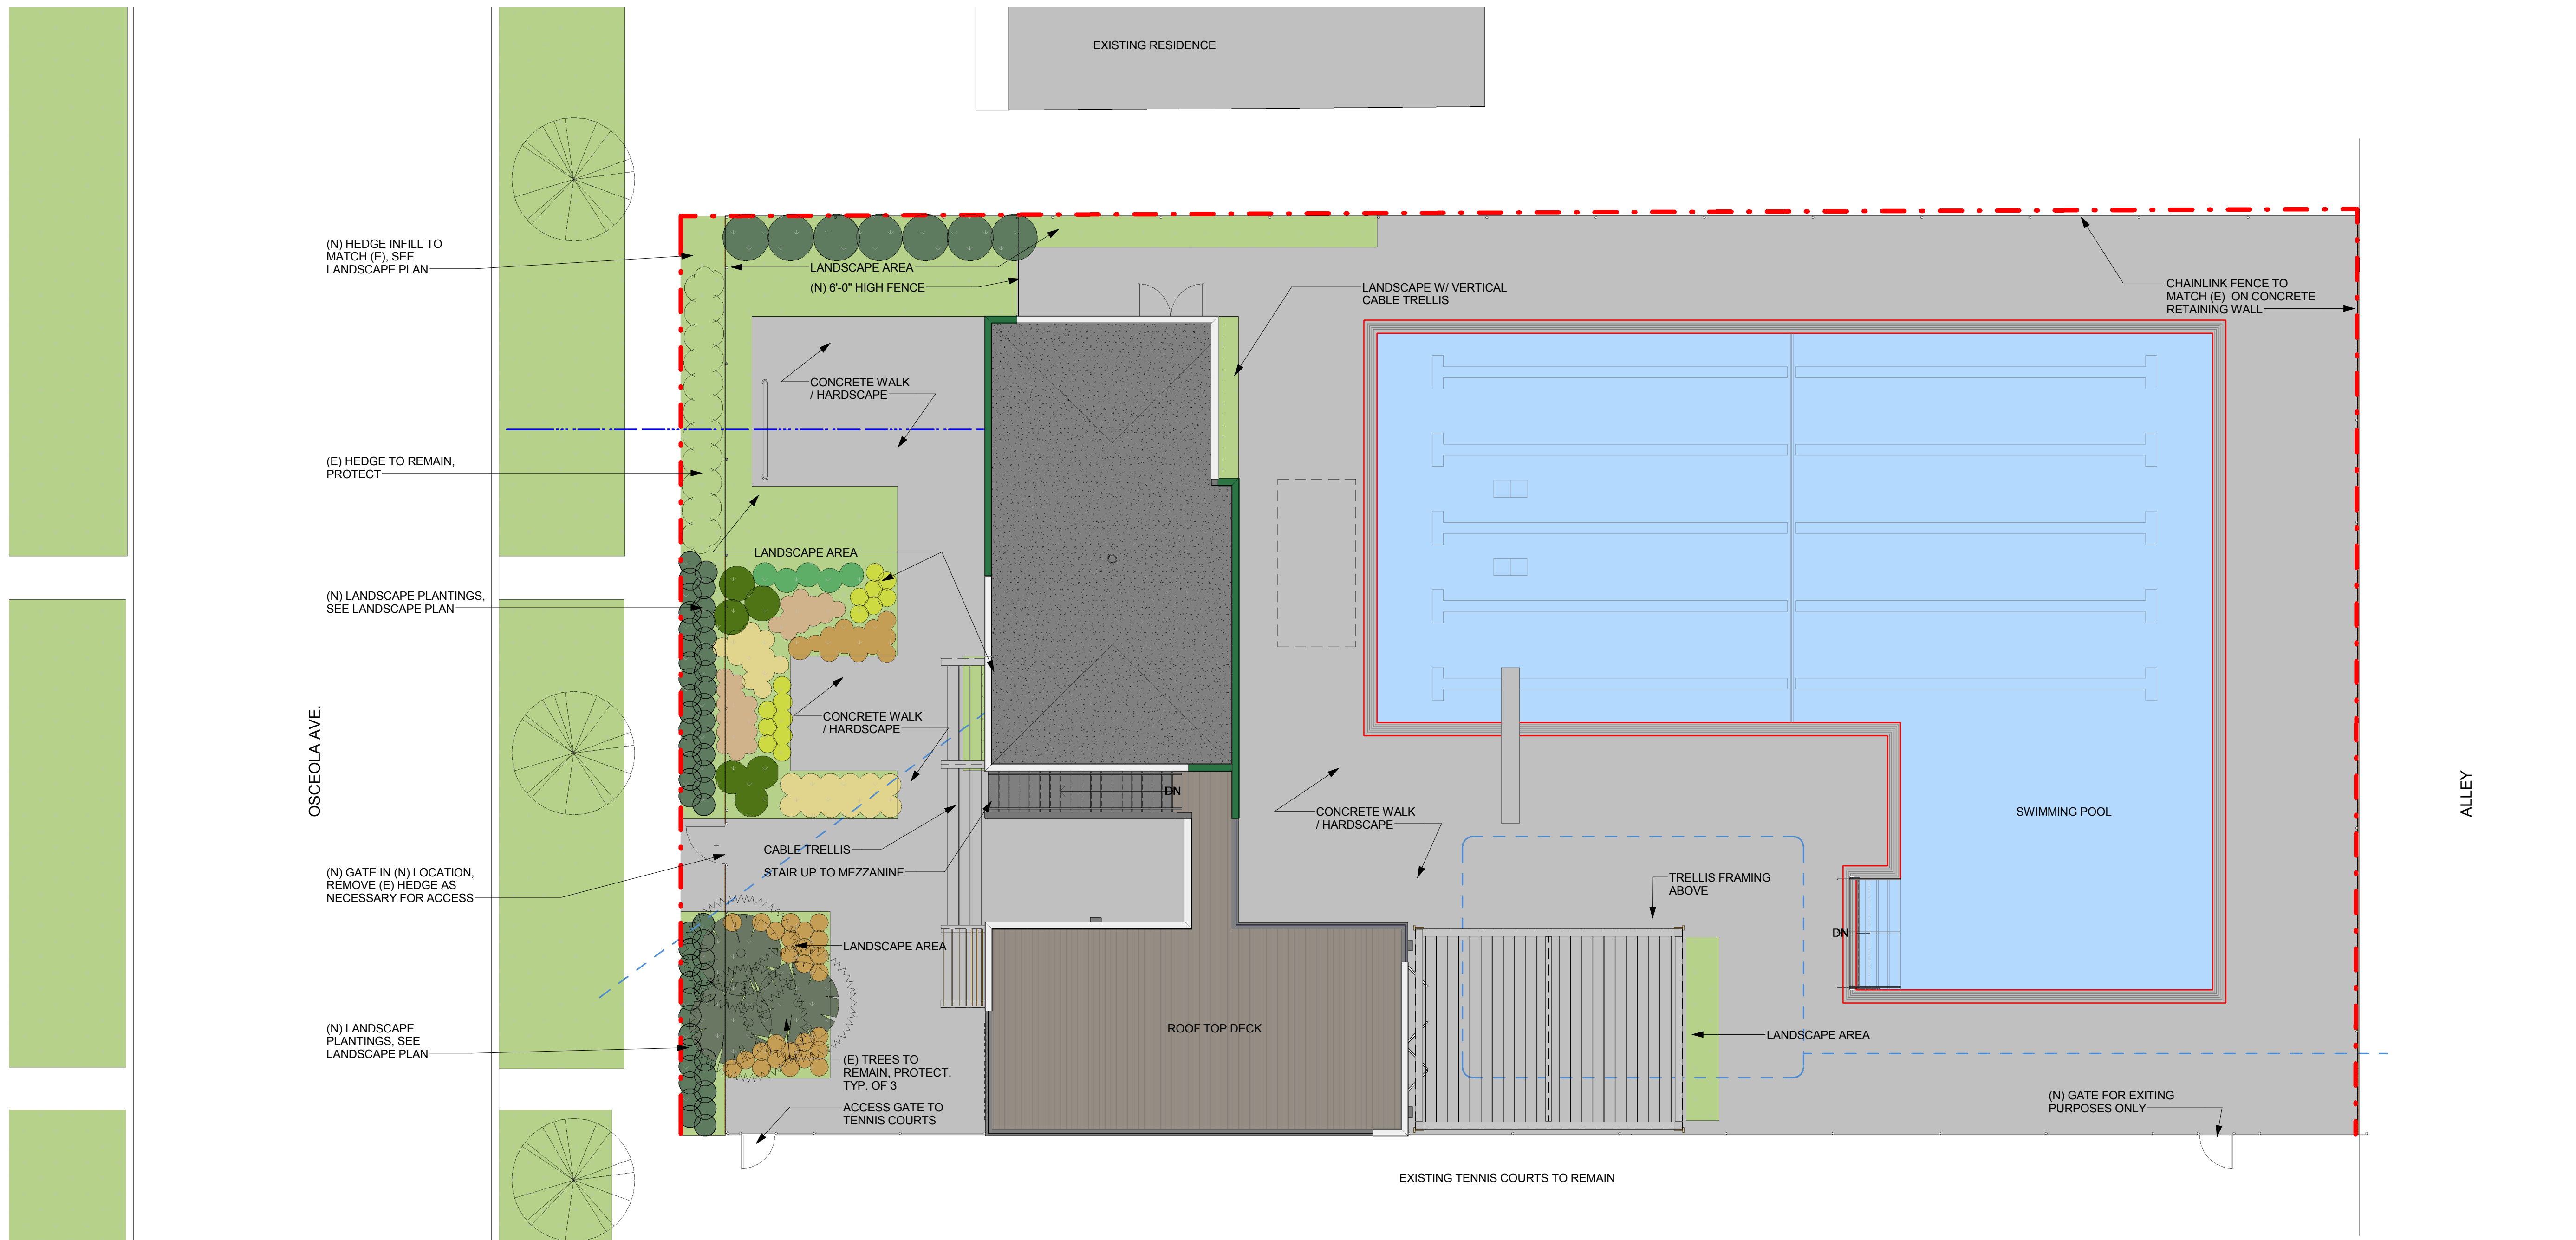 EXISTING RESIDENCE
(N) HEDGE INFILL TO
MATCH (E), SEE
LANDSCAPE PLAN
LANDSCAPE AREA
(N) 6'-0" HIGH FENCE
LANDSCAPE W/ VERTICAL
CABLE TRELLIS
CHAINLINK FENCE TO
MATCH (E) ON CONCRETE
RETAINING WALL
CONCRETE WALK
/ HARDSCAPE
(E) HEDGE TO REMAIN,
PROTECT
LANDSCAPE AREA
(N) LANDSCAPE PLANTINGS,
SEE LANDSCAPE PLAN
CONCRETE WALK
/ HARDSCAPE
OSCEOLA AVE.
DN
CONCRETE WALK
/ HARDSCAPE
SWIMMING POOL
ALLEY
CABLE TRELLIS
STAIR UP TO MEZZANINE
(N) GATE IN (N) LOCATION,
REMOVE (E) HEDGE AS
NECESSARY FOR ACCESS
TRELLIS FRAMING
ABOVE
DN
LANDSCAPE AREA
(N) LANDSCAPE
PLANTINGS, SEE
LANDSCAPE PLAN
ROOF TOP DECK
LANDSCAPE AREA
(E) TREES TO
REMAIN, PROTECT.
TYP. OF 3
ACCESS GATE TO
TENNIS COURTS
(N) GATE FOR EXITING
PURPOSES ONLY
EXISTING TENNIS COURTS TO REMAIN